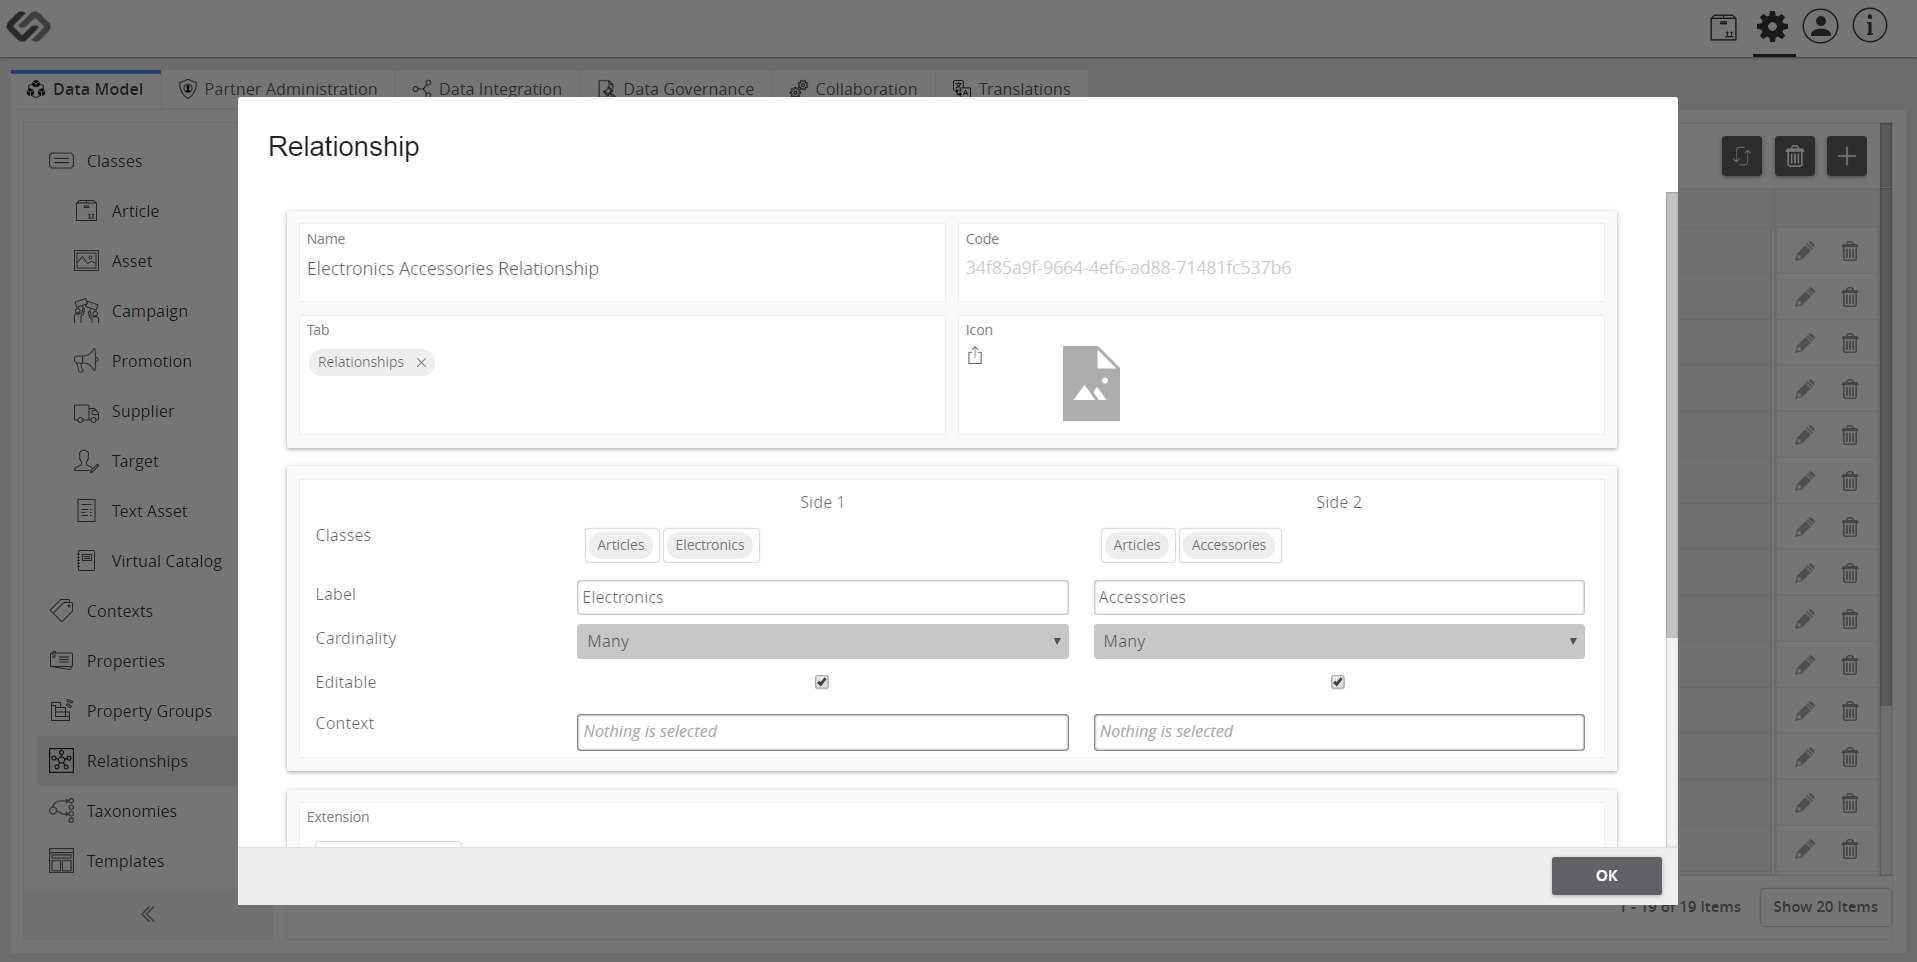 Data Model
Partner Administration
Data Integration
Data Governance
Collaboration
Translations
Classes
Article
Asset
Campaign
Promotion
Supplier
Target
Text Asset
Virtual Catalog
Contexts
Properties
Property Groups
Relationships
Taxonomies
Templates
Relationship
Name
Electronics Accessories Relationship
Code
34f85a9f-9664-4ef6-ad88-71481fc537b6
Tab
Relationships
Icon
Side 1 Side 2
Classes Articles Electronics Articles Accessories
Label Electronics Accessories
Cardinality Many Many
Editable
Context Nothing is selected Nothing is selected
Extension
OK
1 - 19 of 19 Items
Show 20 Items